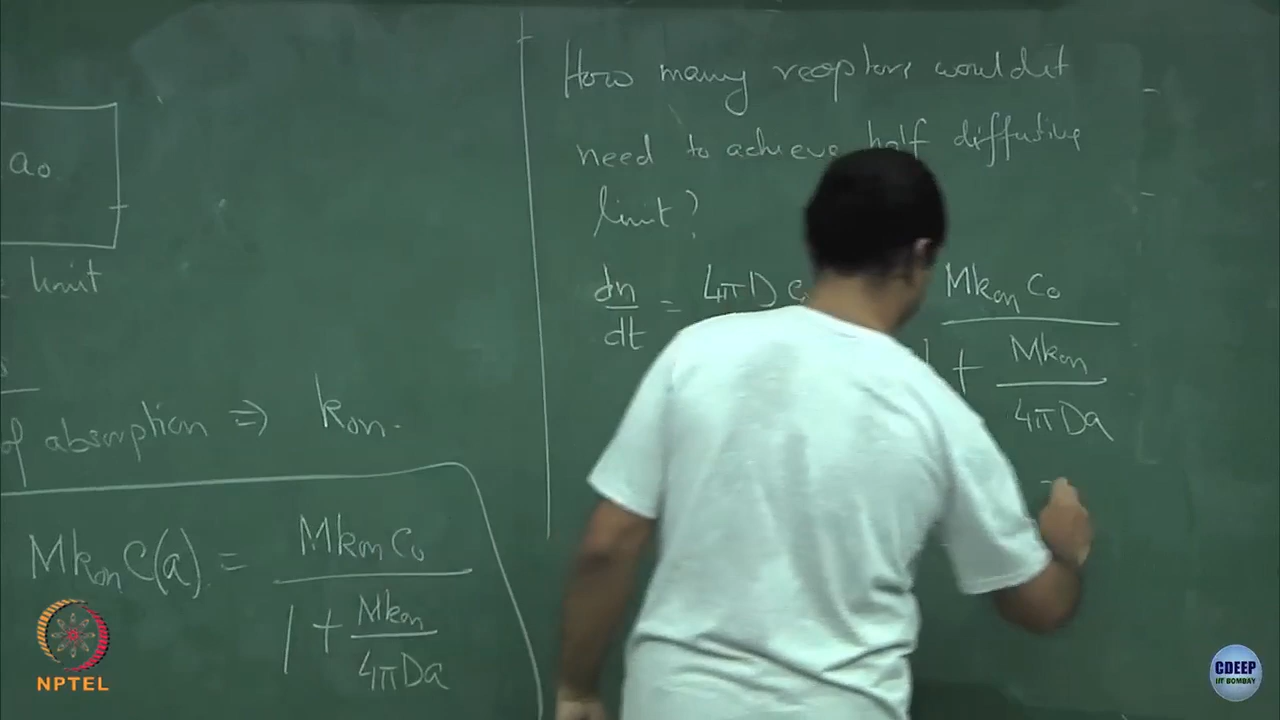 a₀
limit
of absorption ⇒ kon.
Mkon C(a) = Mkon C₀ / (1 + Mkon / 4πDa)
How many receptors would it
need to achieve half diffusive
limit?
dn/dt = 4πD
Mkon C₀ / (1 + Mkon / 4πDa)
NPTEL
CDEEP
IIT BOMBAY